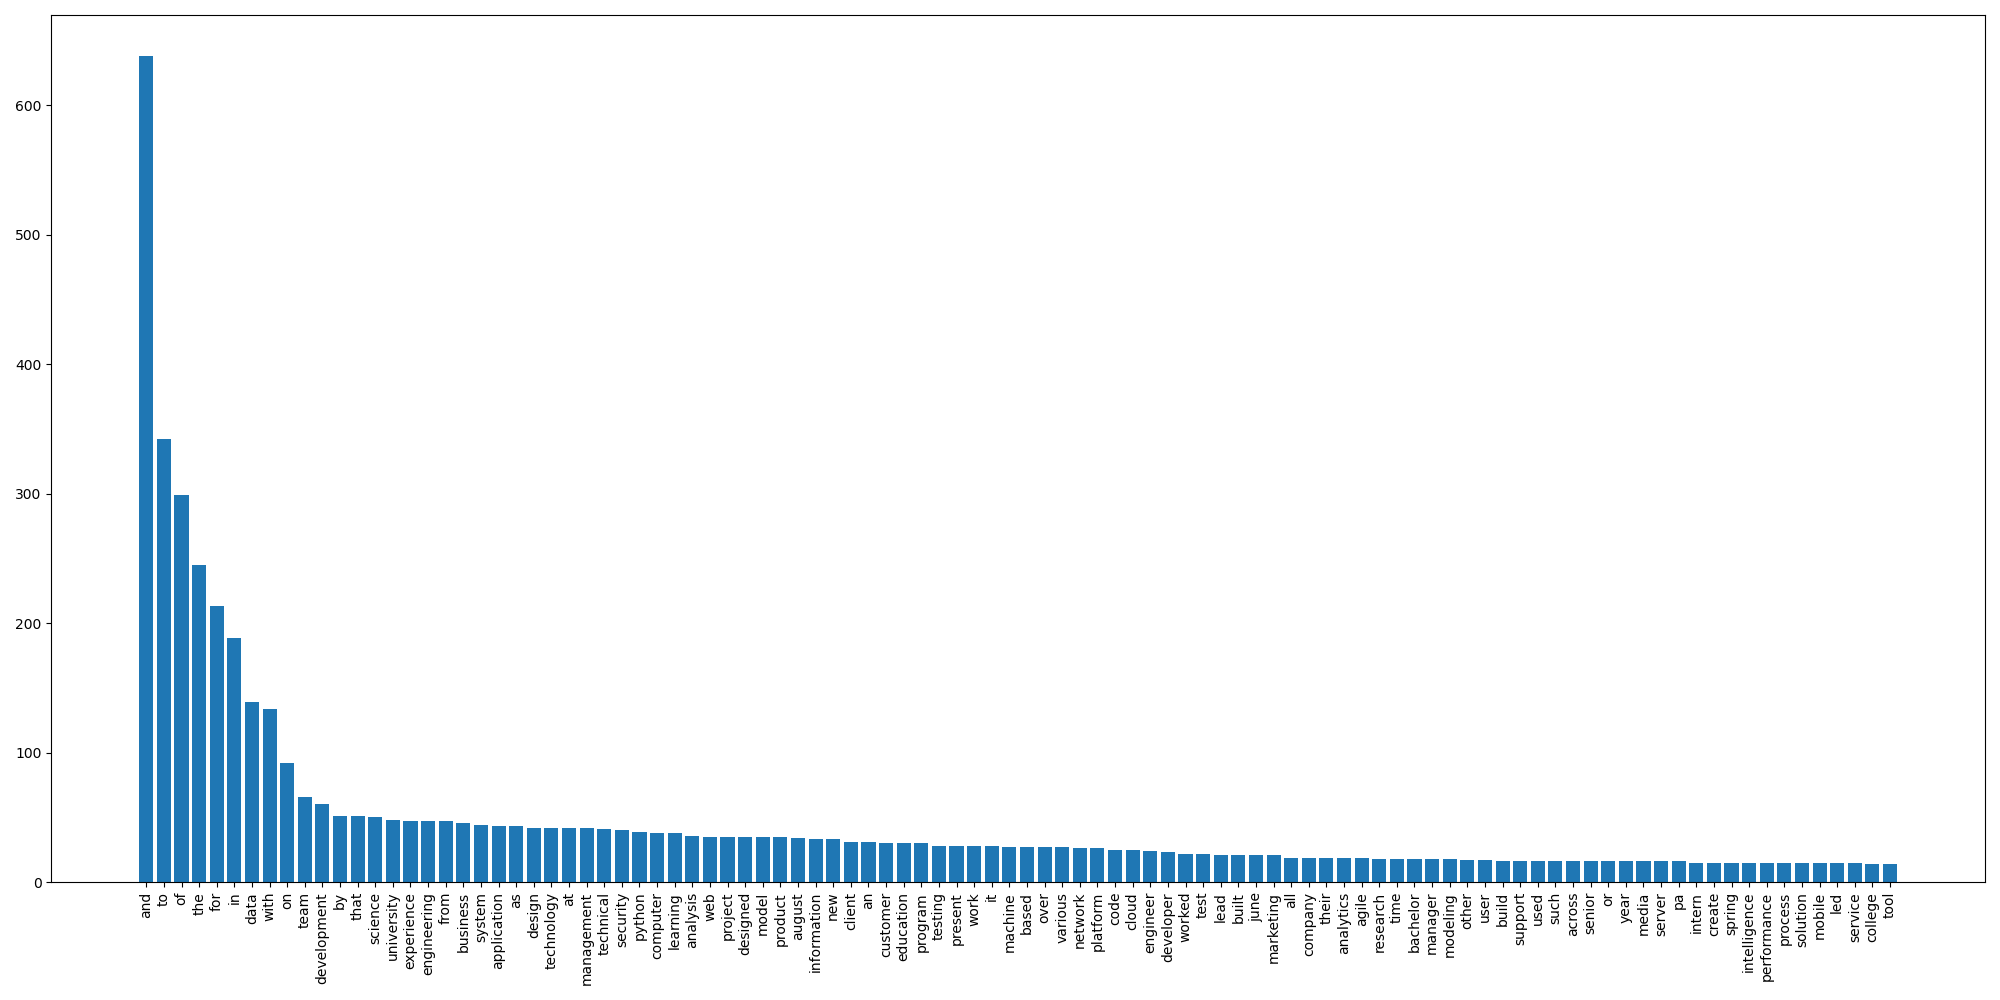 600
500
400
300
200
100
0
and
to
of
the
for
in
data
with
on
team
development
by
that
science
university
experience
engineering
from
business
system
application
as
design
technology
at
management
technical
security
python
computer
learning
analysis
web
project
designed
model
product
august
information
new
client
an
customer
education
program
testing
present
work
it
machine
based
over
various
network
platform
code
cloud
engineer
developer
worked
test
lead
built
june
marketing
all
company
their
analytics
agile
research
time
bachelor
manager
modeling
other
user
build
support
used
such
across
senior
or
year
media
server
pa
intern
create
spring
intelligence
performance
process
solution
mobile
led
service
college
tool